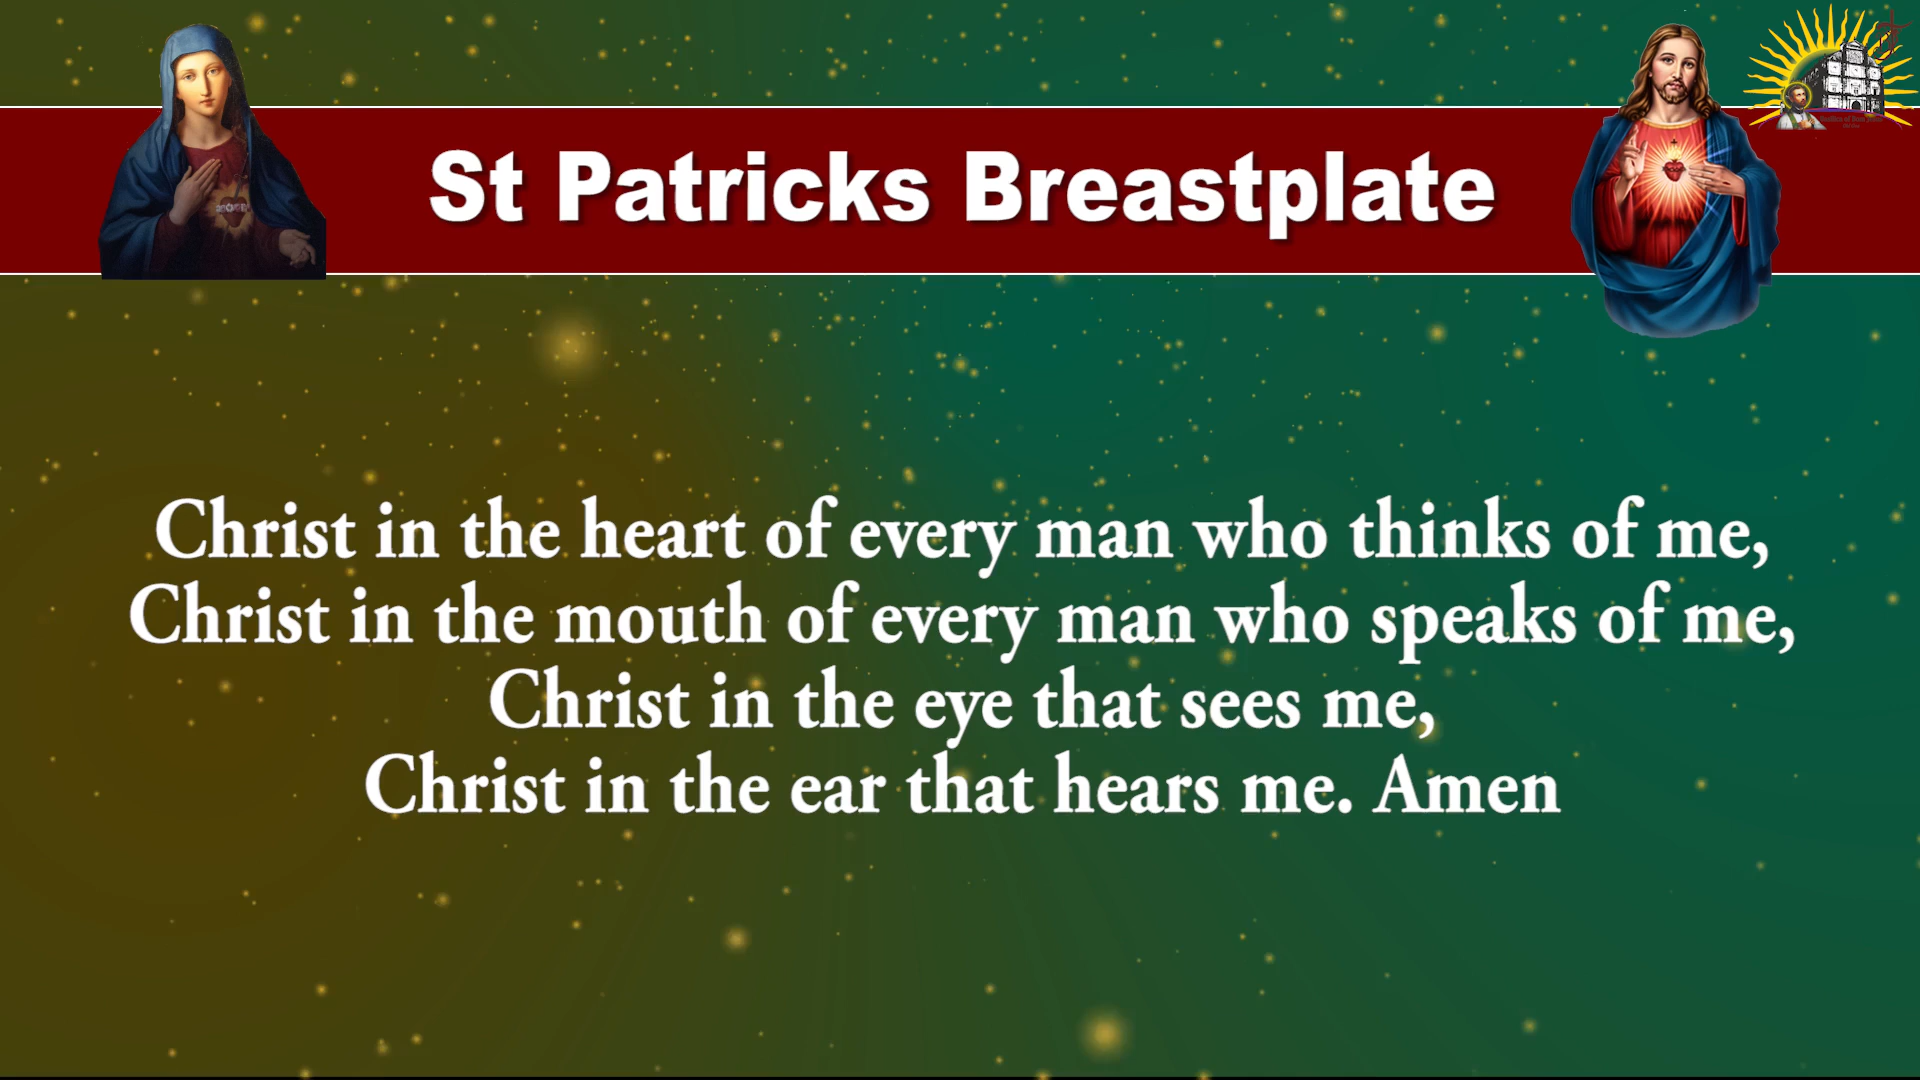 St Patricks Breastplate
Christ in the heart of every man who thinks of me,
Christ in the mouth of every man who speaks of me,
Christ in the eye that sees me,
Christ in the ear that hears me. Amen